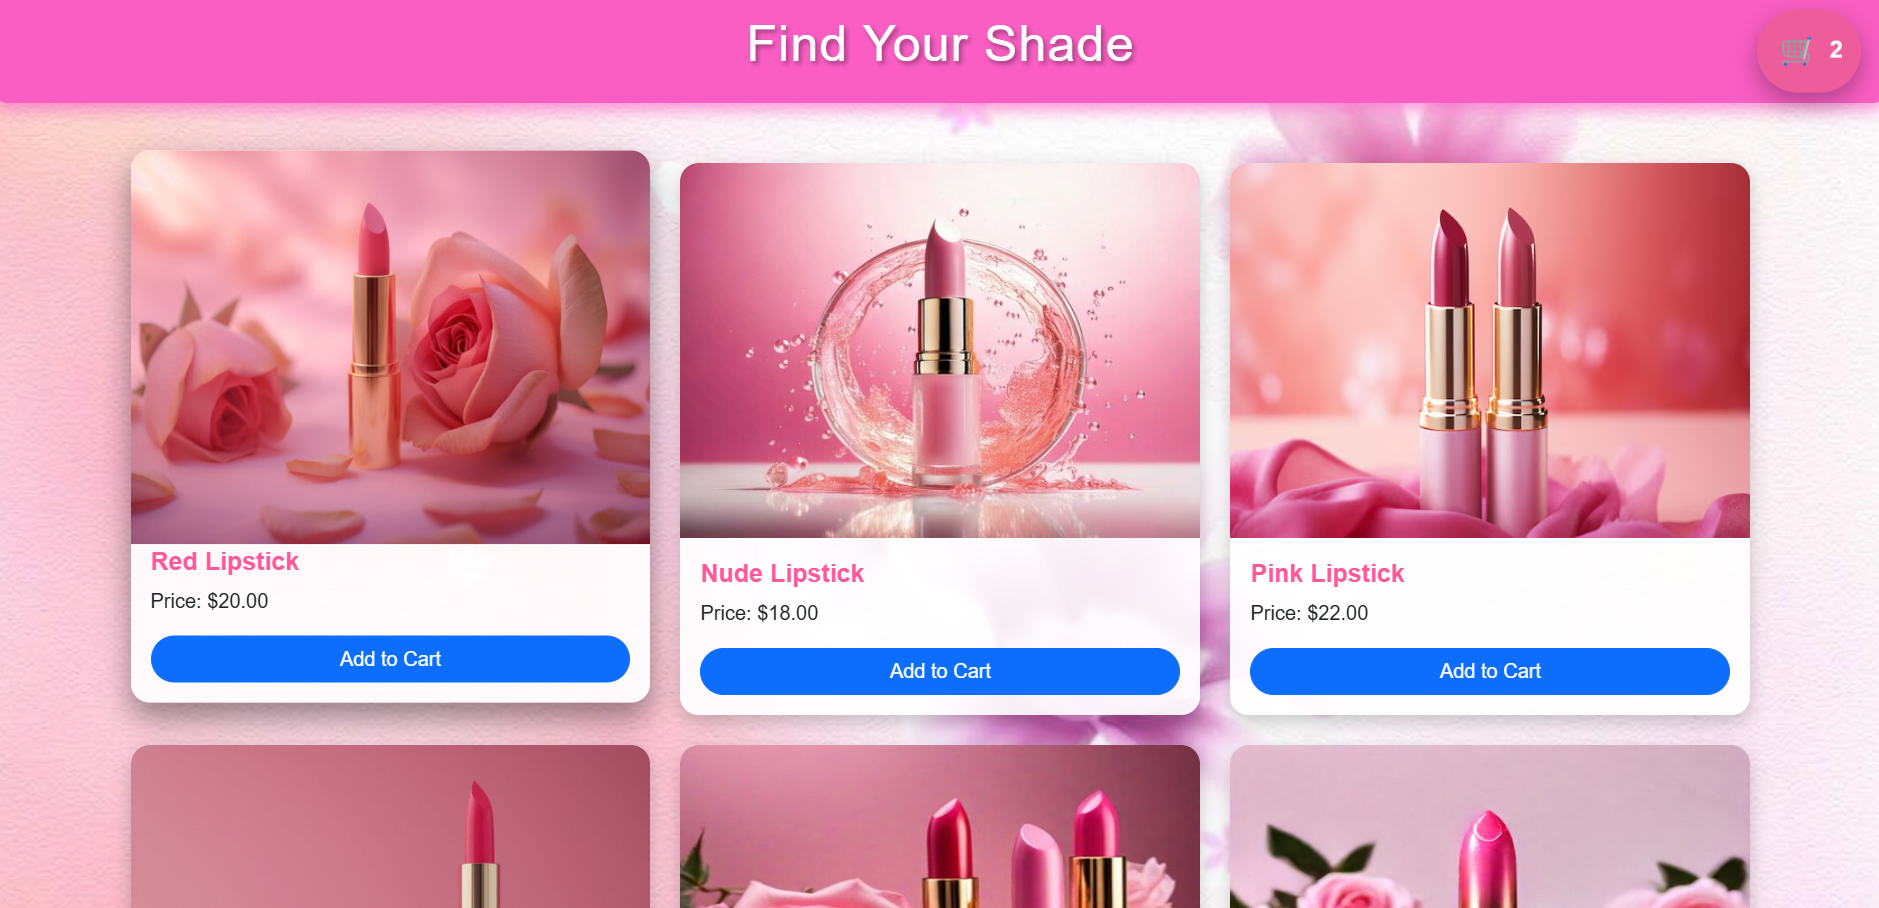 Find Your Shade
🛒 2
Red Lipstick
Price: $20.00
Add to Cart
Nude Lipstick
Price: $18.00
Add to Cart
Pink Lipstick
Price: $22.00
Add to Cart